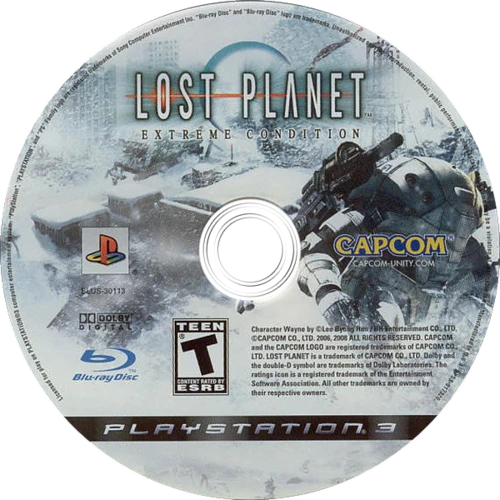 LOST PLANET™
EXTREME CONDITION
CAPCOM
CAPCOM-UNITY.COM
BLUS-30113
DOLBY
DIGITAL
Blu-ray Disc™
TEEN
T
CONTENT RATED BY
ESRB
Character Wayne by ©Lee Byung Hun / BH Entertainment CO., LTD.
©CAPCOM CO., LTD. 2006, 2008 ALL RIGHTS RESERVED. CAPCOM
and the CAPCOM LOGO are registered trademarks of CAPCOM CO.,
LTD. LOST PLANET is a trademark of CAPCOM CO., LTD. Dolby and
the double-D symbol are trademarks of Dolby Laboratories. The
ratings icon is a registered trademark of the Entertainment
Software Association. All other trademarks are owned by
their respective owners.
PLAYSTATION 3